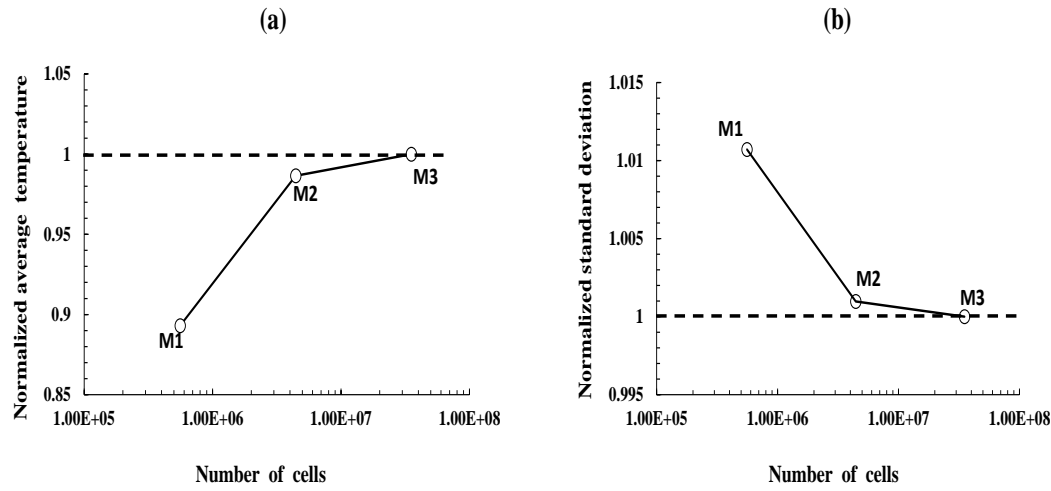 (a)
Normalized average temperature
1.05
1
0.95
0.9
0.85
M1
M2
M3
1.00E+05 1.00E+06 1.00E+07 1.00E+08
Number of cells
(b)
Normalized standard deviation
1.015
1.01
1.005
1
0.995
M1
M2
M3
1.00E+05 1.00E+06 1.00E+07 1.00E+08
Number of cells